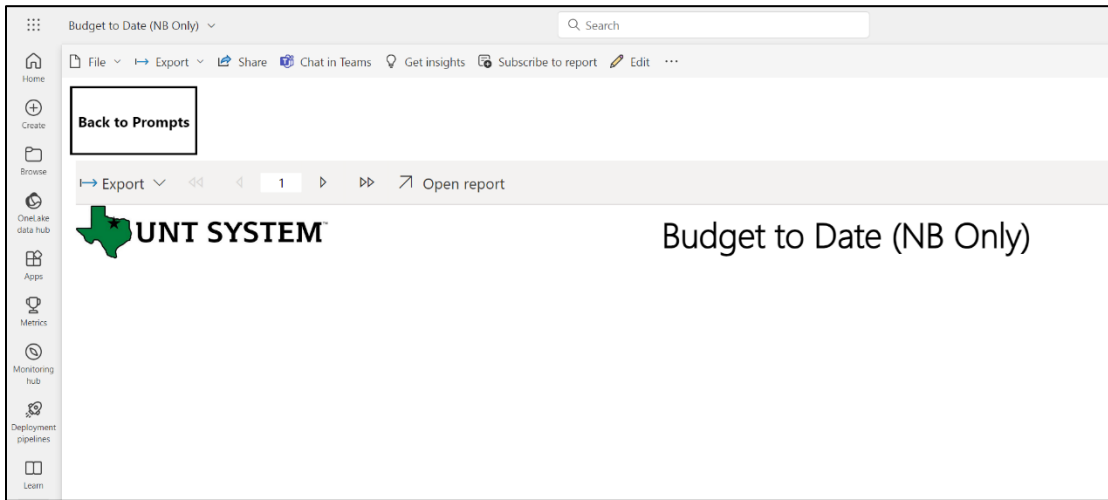 Budget to Date (NB Only)
Search
File
Export
Share
Chat in Teams
Get insights
Subscribe to report
Edit
Home
Create
Browse
OneLake
data hub
Apps
Metrics
Monitoring
hub
Deployment
pipelines
Learn
Back to Prompts
Export
1
Open report
UNT SYSTEM™
Budget to Date (NB Only)